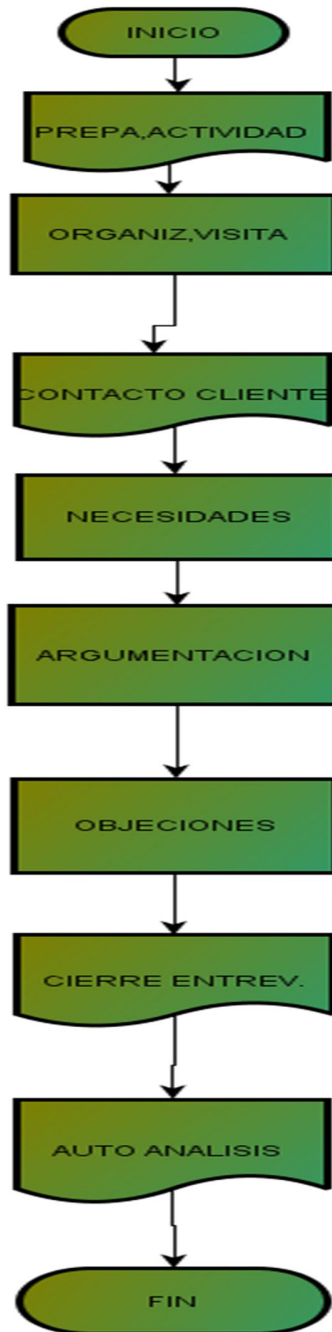 INICIO
PREPA,ACTIVIDAD
ORGANIZ,VISITA
CONTACTO CLIENTE
NECESIDADES
ARGUMENTACION
OBJECIONES
CIERRE ENTREV.
AUTO ANALISIS
FIN